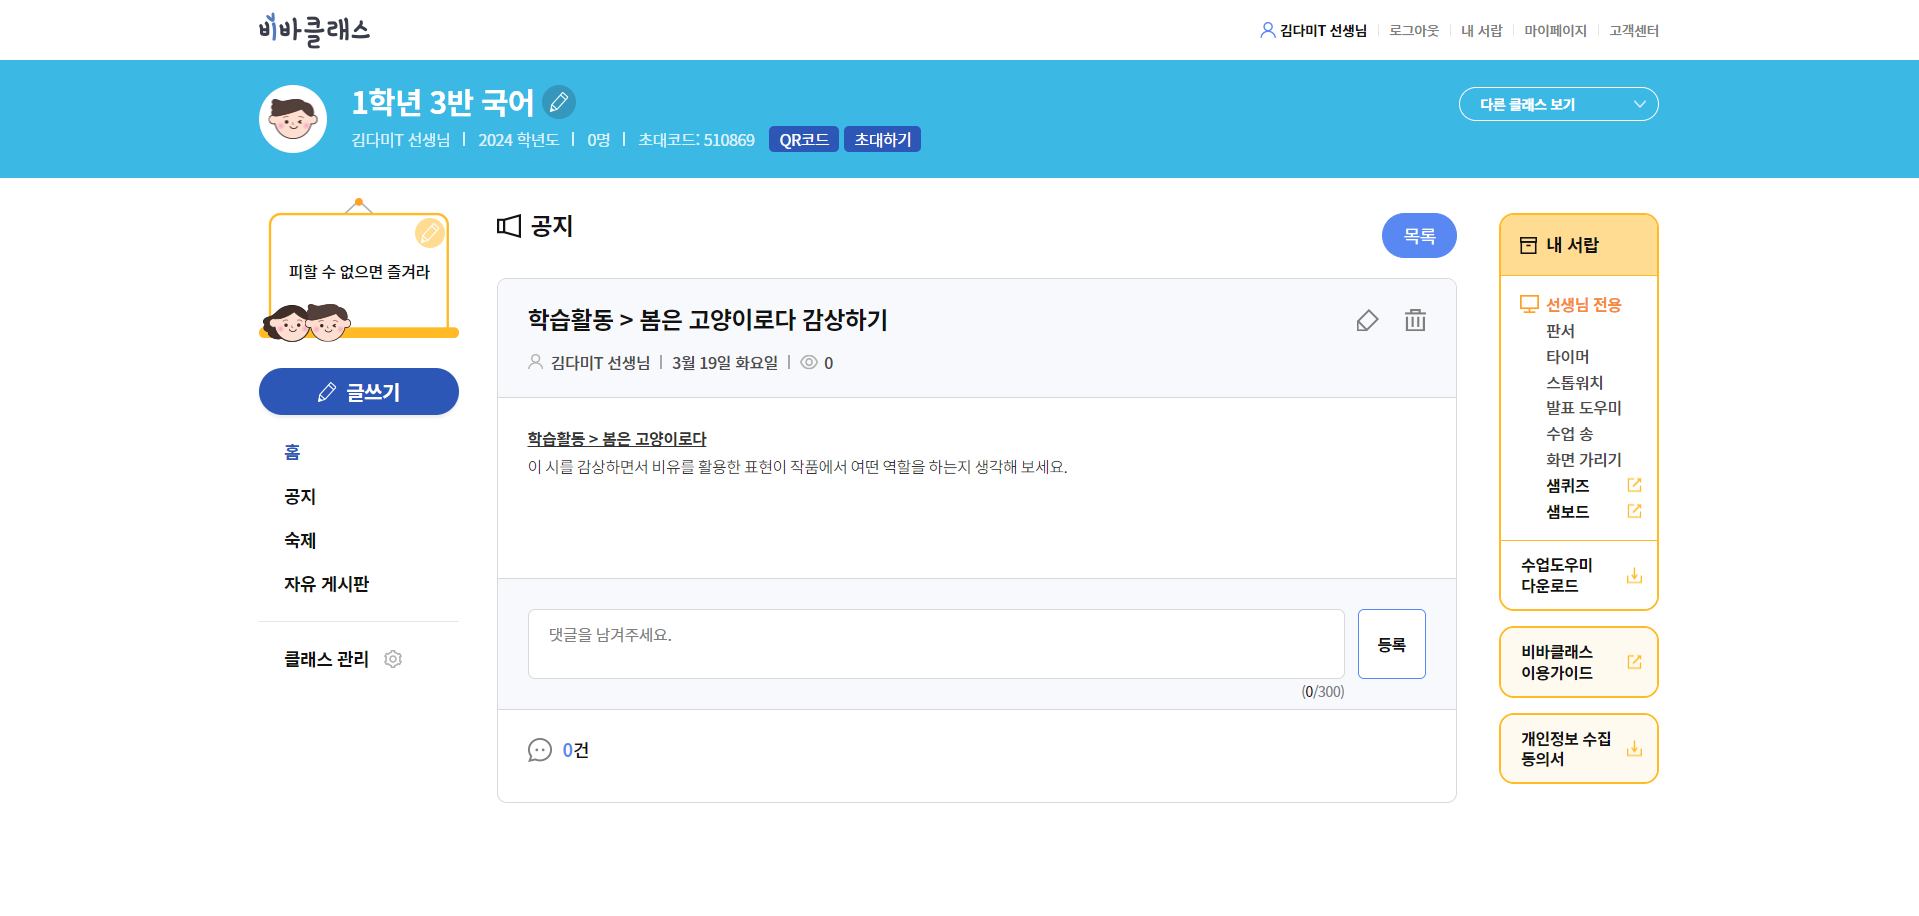 비바클래스
김다미T 선생님 로그아웃 내 서랍 마이페이지 고객센터
1학년 3반 국어
김다미T 선생님 2024 학년도 0명 초대코드: 510869 QR코드 초대하기
다른 클래스 보기
피할 수 없으면 즐겨라
글쓰기
홈
공지
숙제
자유 게시판
클래스 관리
공지
목록
학습활동 > 봄은 고양이로다 감상하기
김다미T 선생님 3월 19일 화요일 0
학습활동 > 봄은 고양이로다
이 시를 감상하면서 비유를 활용한 표현이 작품에서 어떤 역할을 하는지 생각해 보세요.
댓글을 남겨주세요.
등록
(0/300)
0건
내 서랍
선생님 전용
판서
타이머
스톱워치
발표 도우미
수업 송
화면 가리기
샘퀴즈
샘보드
수업도우미
다운로드
비바클래스
이용가이드
개인정보 수집
동의서